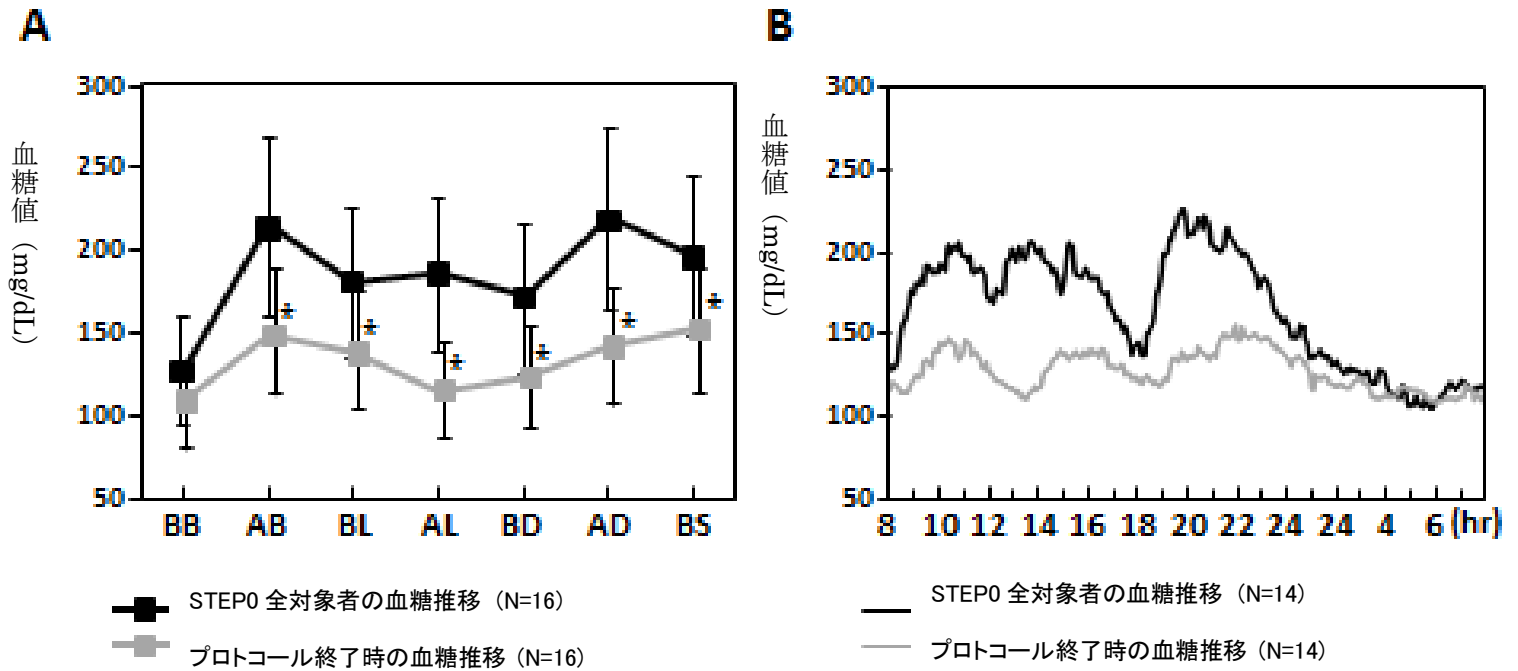 A
300
250
200
150
100
50
血糖値（mg/dL）
*
*
*
*
*
*
BB AB BL AL BD AD BS
STEP0 全対象者の血糖推移（N=16）
プロトコール終了時の血糖推移（N=16）
B
300
250
200
150
100
50
血糖値（mg/dL）
8 10 12 14 16 18 20 22 24 24 4 6 (hr)
STEP0 全対象者の血糖推移（N=14）
プロトコール終了時の血糖推移（N=14）